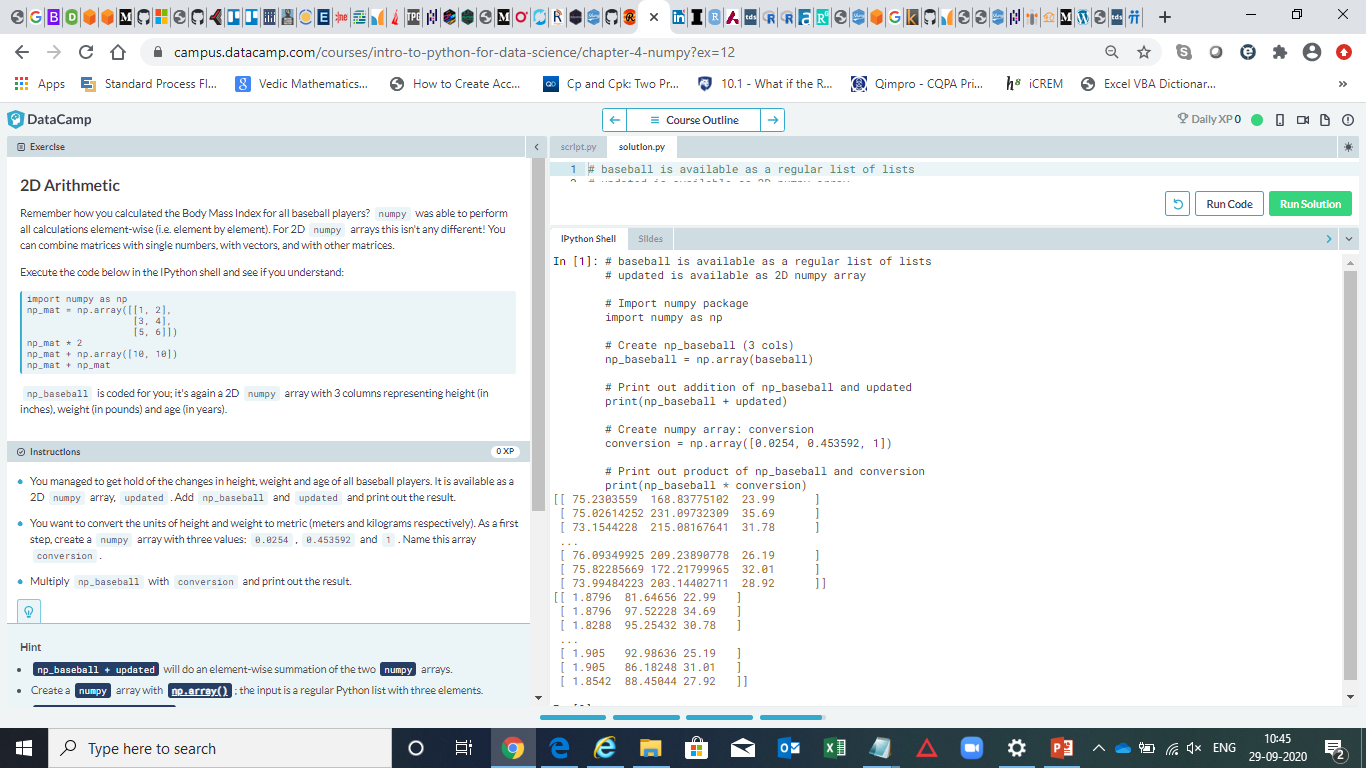 campus.datacamp.com/courses/intro-to-python-for-data-science/chapter-4-numpy?ex=12
Apps
Standard Process Fl...
Vedic Mathematics...
How to Create Acc...
Cp and Cpk: Two Pr...
10.1 - What if the R...
Qimpro - CQPA Pri...
iCREM
Excel VBA Dictionar...
DataCamp
Course Outline
Daily XP 0
Exercise
2D Arithmetic
Remember how you calculated the Body Mass Index for all baseball players? numpy was able to perform
all calculations element-wise (i.e. element by element). For 2D numpy arrays this isn't any different! You
can combine matrices with single numbers, with vectors, and with other matrices.
Execute the code below in the IPython shell and see if you understand:
import numpy as np
np_mat = np.array([[1, 2],
[3, 4],
[5, 6]])
np_mat * 2
np_mat + np.array([10, 10])
np_mat + np_mat
np_baseball is coded for you; it's again a 2D numpy array with 3 columns representing height (in
inches), weight (in pounds) and age (in years).
Instructions
0 XP
You managed to get hold of the changes in height, weight and age of all baseball players. It is available as a
2D numpy array, updated . Add np_baseball and updated and print out the result.
You want to convert the units of height and weight to metric (meters and kilograms respectively). As a first
step, create a numpy array with three values: 0.0254 , 0.453592 and 1 . Name this array
conversion .
Multiply np_baseball with conversion and print out the result.
Hint
np_baseball + updated will do an element-wise summation of the two numpy arrays.
Create a numpy array with np.array() ; the input is a regular Python list with three elements.
script.py
solution.py
1 # baseball is available as a regular list of lists
Run Code
Run Solution
IPython Shell
Slides
In [1]: # baseball is available as a regular list of lists
# updated is available as 2D numpy array
# Import numpy package
import numpy as np
# Create np_baseball (3 cols)
np_baseball = np.array(baseball)
# Print out addition of np_baseball and updated
print(np_baseball + updated)
# Create numpy array: conversion
conversion = np.array([0.0254, 0.453592, 1])
# Print out product of np_baseball and conversion
print(np_baseball * conversion)
[[ 75.2303559 168.83775102 23.99 ]
[ 75.02614252 231.09732309 35.69 ]
[ 73.1544228 215.08167641 31.78 ]
...
[ 76.09349925 209.23890778 26.19 ]
[ 75.82285669 172.21799965 32.01 ]
[ 73.99484223 203.14402711 28.92 ]]
[[ 1.8796 81.64656 22.99 ]
[ 1.8796 97.52228 34.69 ]
[ 1.8288 95.25432 30.78 ]
...
[ 1.905 92.98636 25.19 ]
[ 1.905 86.18248 31.01 ]
[ 1.8542 88.45044 27.92 ]]
Type here to search
ENG
10:45
29-09-2020
2